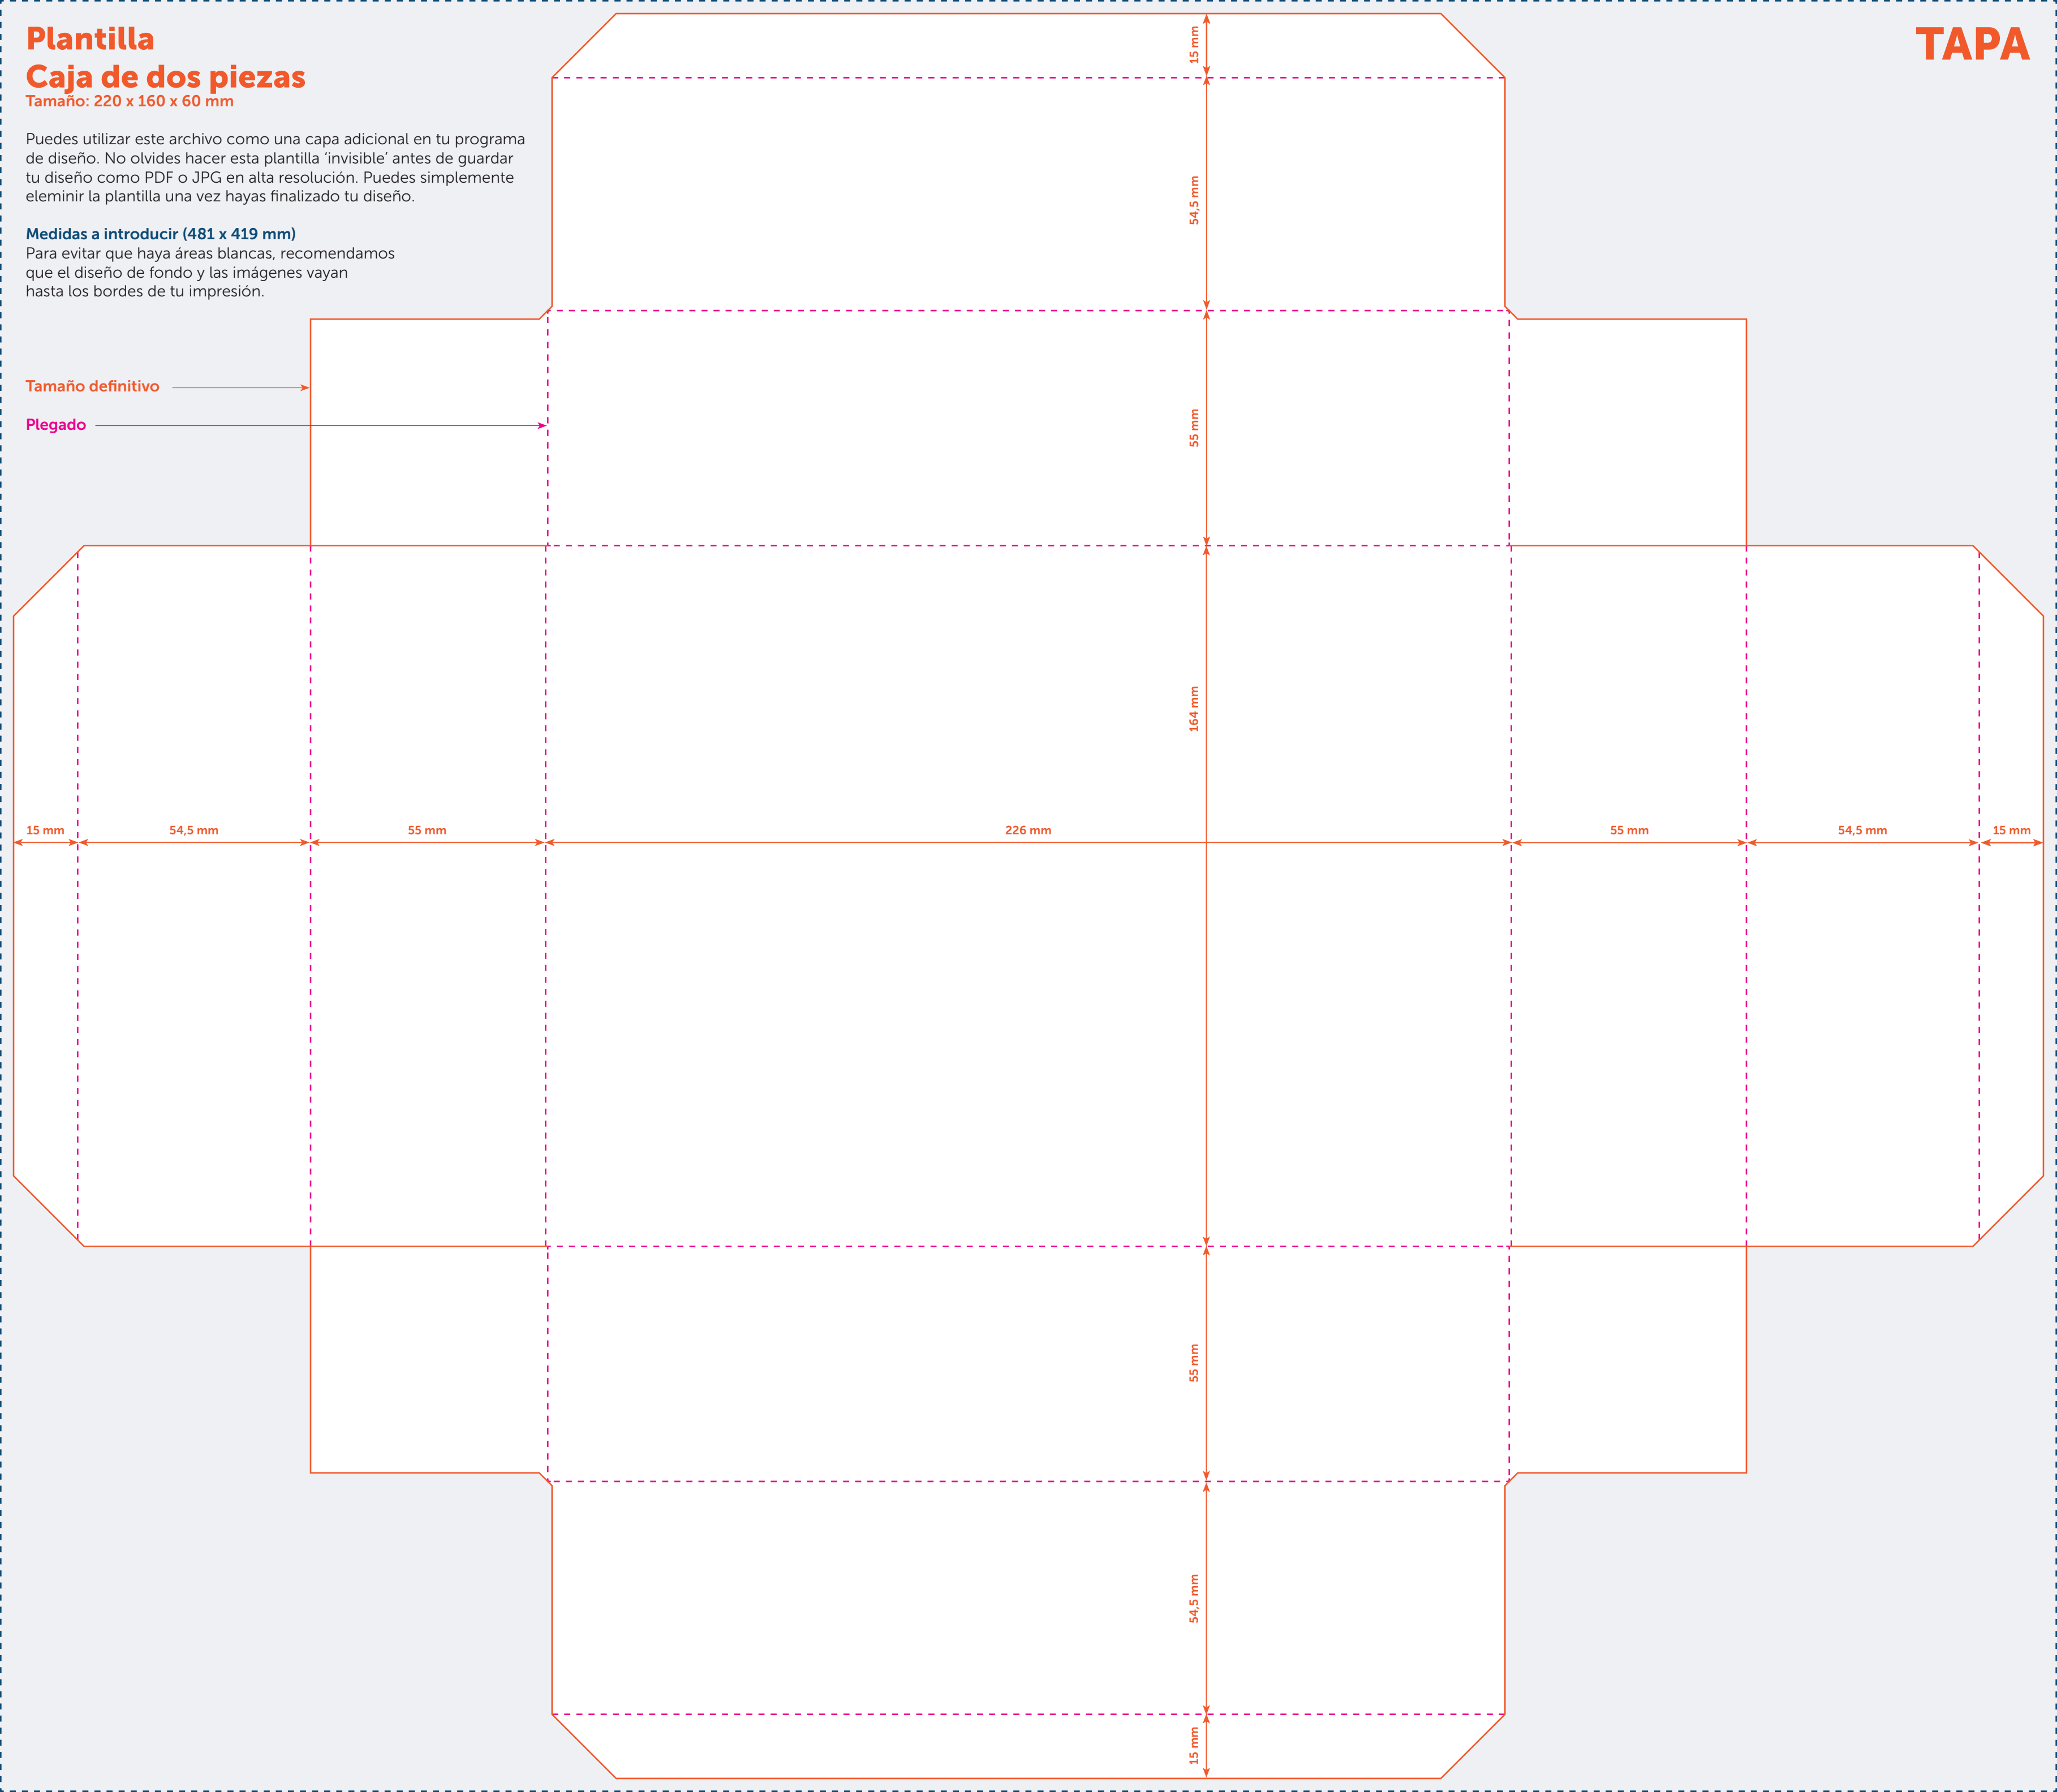 Plantilla
Caja de dos piezas
Tamaño: 220 x 160 x 60 mm
TAPA
Puedes utilizar este archivo como una capa adicional en tu programa
de diseño. No olvides hacer esta plantilla ‘invisible’ antes de guardar
tu diseño como PDF o JPG en alta resolución. Puedes simplemente
eleminir la plantilla una vez hayas finalizado tu diseño.
Medidas a introducir (481 x 419 mm)
Para evitar que haya áreas blancas, recomendamos
que el diseño de fondo y las imágenes vayan
hasta los bordes de tu impresión.
Tamaño definitivo
Plegado
15 mm
54,5 mm
55 mm
164 mm
15 mm
54,5 mm
55 mm
226 mm
55 mm
54,5 mm
15 mm
55 mm
54,5 mm
15 mm